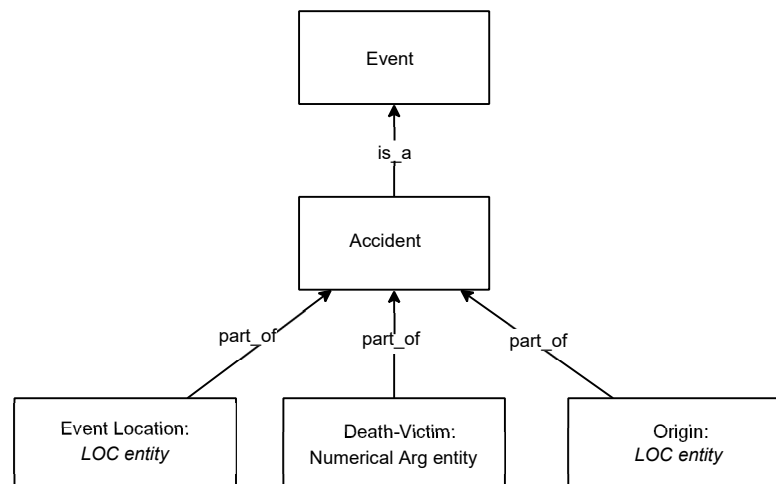 Event
is_a
Accident
part_of
part_of
part_of
Event Location:
LOC entity
Death-Victim:
Numerical Arg entity
Origin:
LOC entity